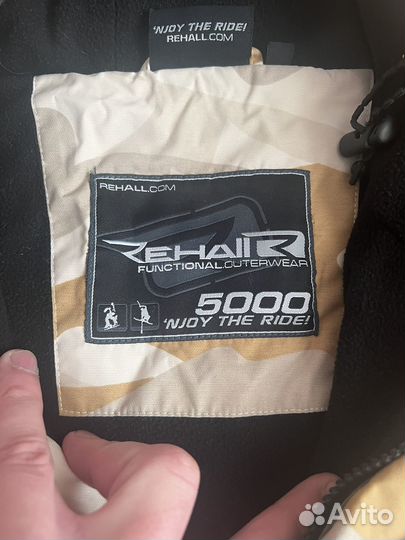 'NJOY THE RIDE!
REHALL.COM
REHALL.COM
REHALL R
FUNCTIONAL.OUTERWEAR
5000
'NJOY THE RIDE!
Avito